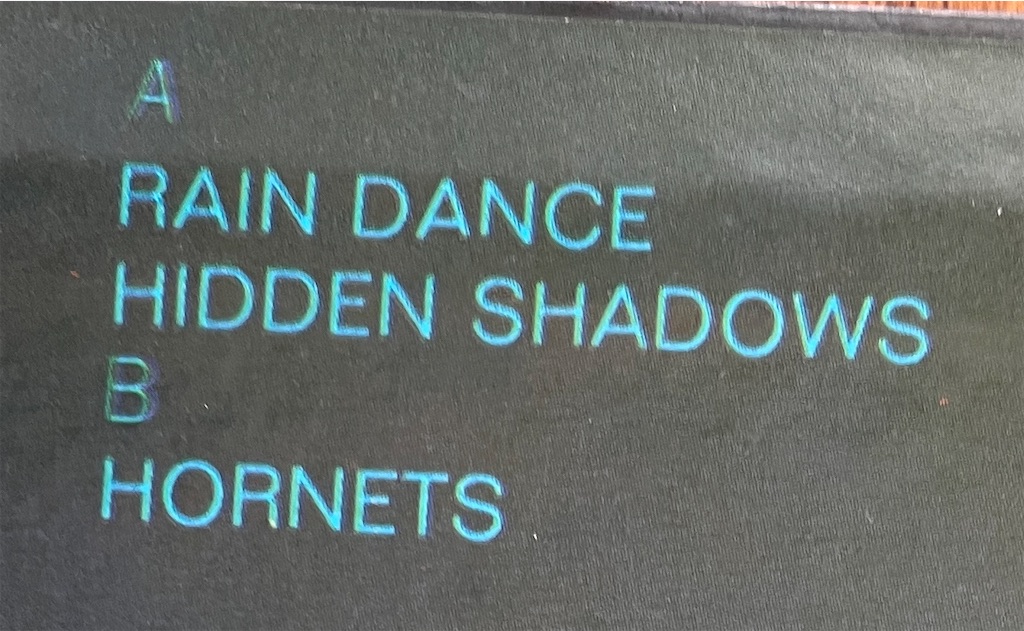 A
RAIN DANCE
HIDDEN SHADOWS
B
HORNETS